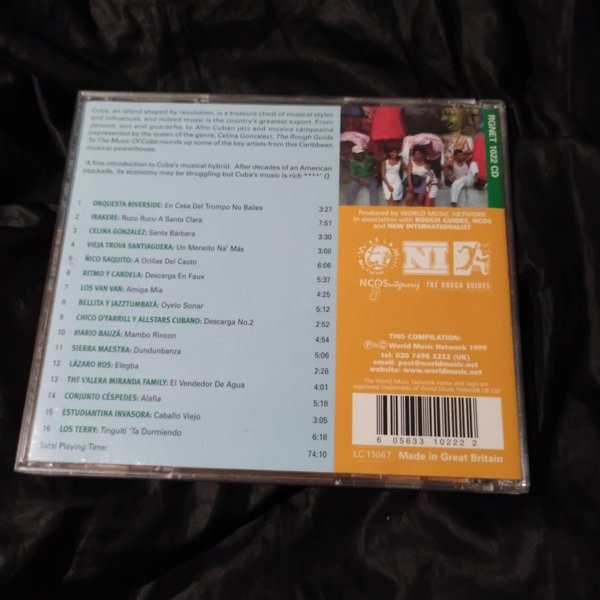 Cuba, an island shaped by revolution, is a treasure chest of musical styles
and influences, and indeed music is the country's greatest export. From
danzon, son and guaracha, to Afro-Cuban jazz and musica campesina
(represented by the queen of the genre, Celina Gonzalez), The Rough Guide
To The Music Of Cuba rounds up some of the key artists from this Caribbean
musical powerhouse.
'A fine introduction to Cuba's musical hybrid. After decades of an American
blockade, its economy may be struggling but Cuba's music is rich ****' Q
1 ORQUESTA RIVERSIDE: En Casa Del Trompo No Bailes 3:27
2 IRAKERE: Rucu Rucu A Santa Clara 7:19
3 CELINA GONZALEZ: Santa Bárbara 3:30
4 VIEJA TROVA SANTIAGUERA: Un Meneito Na' Más 3:08
5 ÑICO SAQUITO: A Orillas Del Cauto 6:06
6 RITMO Y CANDELA: Descarga En Faux 5:37
7 LOS VAN VAN: Amiga Mía 4:25
8 BELLITA Y JAZZTUMBATÁ: Oyelo Sonar 5:12
9 CHICO O'FARRILL Y ALLSTARS CUBANO: Descarga No.2 2:52
10 MARIO BAUZÁ: Mambo Rincon 4:54
11 SIERRA MAESTRA: Dundunbanza 5:06
12 LÁZARO ROS: Elegba 2:26
13 THE VALERA MIRANDA FAMILY: El Vendedor De Agua 4:01
14 CONJUNTO CÉSPEDES: Alafia 5:18
15 ESTUDIANTINA INVASORA: Caballo Viejo 3:05
16 LOS TERRY: Tinguiti 'Ta Durmiendo 6:18
Total Playing Time: 74:10
RGNET 1022 CD
Produced by WORLD MUSIC NETWORK
in association with ROUGH GUIDES, NCOS
and NEW INTERNATIONALIST
NI
NCOS uitgeverij
THE ROUGH GUIDES
THIS COMPILATION:
℗ & © World Music Network 1999
tel: 020 7498 5252 (UK)
email: post@worldmusic.net
website: www.worldmusic.net
The World Music Network name and logo are
registered trademarks of World Music Network UK Ltd
6 05633 10222 2
LC 11067 Made in Great Britain